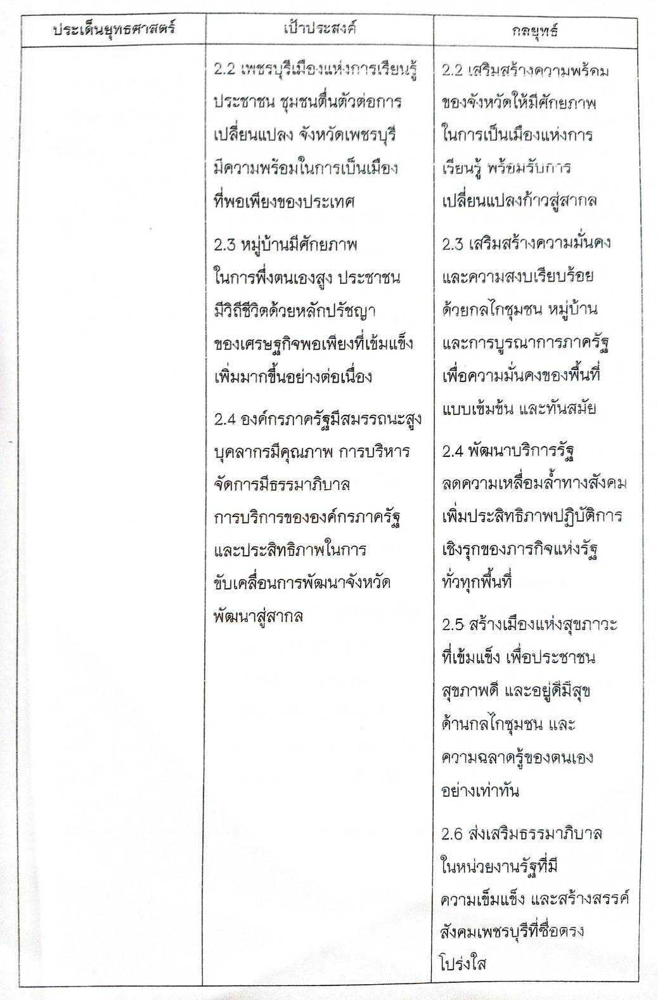 ประเด็นยุทธศาสตร์
เป้าประสงค์
กลยุทธ์
2.2 เพชรบุรีเมืองแห่งการเรียนรู้
ประชาชน ชุมชนตื่นตัวต่อการ
เปลี่ยนแปลง จังหวัดเพชรบุรี
มีความพร้อมในการเป็นเมือง
ที่พอเพียงของประเทศ
2.3 หมู่บ้านมีศักยภาพ
ในการพึ่งตนเองสูง ประชาชน
มีวิถีชีวิตด้วยหลักปรัชญา
ของเศรษฐกิจพอเพียงที่เข้มแข็ง
เพิ่มมากขึ้นอย่างต่อเนื่อง
2.4 องค์กรภาครัฐมีสมรรถนะสูง
บุคลากรมีคุณภาพ การบริหาร
จัดการมีธรรมาภิบาล
การบริการขององค์กรภาครัฐ
และประสิทธิภาพในการ
ขับเคลื่อนการพัฒนาจังหวัด
พัฒนาสู่สากล
2.2 เสริมสร้างความพร้อม
ของจังหวัดให้มีศักยภาพ
ในการเป็นเมืองแห่งการ
เรียนรู้ พร้อมรับการ
เปลี่ยนแปลงก้าวสู่สากล
2.3 เสริมสร้างความมั่นคง
และความสงบเรียบร้อย
ด้วยกลไกชุมชน หมู่บ้าน
และการบูรณาการภาครัฐ
เพื่อความมั่นคงของพื้นที่
แบบเข้มข้น และทันสมัย
2.4 พัฒนาบริการรัฐ
ลดความเหลื่อมล้ำทางสังคม
เพิ่มประสิทธิภาพปฏิบัติการ
เชิงรุกของภารกิจแห่งรัฐ
ทั่วทุกพื้นที่
2.5 สร้างเมืองแห่งสุขภาวะ
ที่เข้มแข็ง เพื่อประชาชน
สุขภาพดี และอยู่ดีมีสุข
ด้านกลไกชุมชน และ
ความฉลาดรู้ของตนเอง
อย่างเท่าทัน
2.6 ส่งเสริมธรรมาภิบาล
ในหน่วยงานรัฐที่มี
ความเข็มแข็ง และสร้างสรรค์
สังคมเพชรบุรีที่ซื่อตรง
โปร่งใส